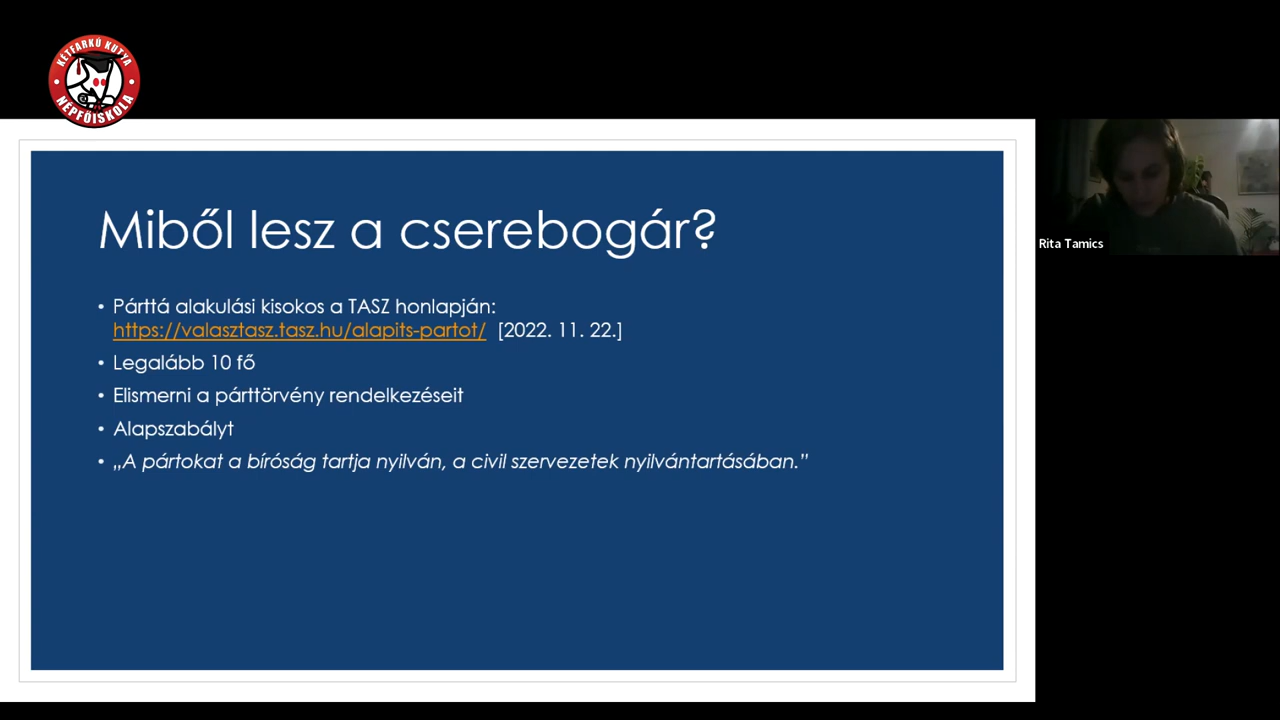 KÉTFARKÚ KUTYA
NÉPFŐISKOLA
Miből lesz a cserebogár?
• Párttá alakulási kisokos a TASZ honlapján:
https://valasztasz.tasz.hu/alapits-partot/ [2022. 11. 22.]
• Legalább 10 fő
• Elismerni a párttörvény rendelkezéseit
• Alapszabályt
• „A pártokat a bíróság tartja nyilván, a civil szervezetek nyilvántartásában.”
Rita Tamics